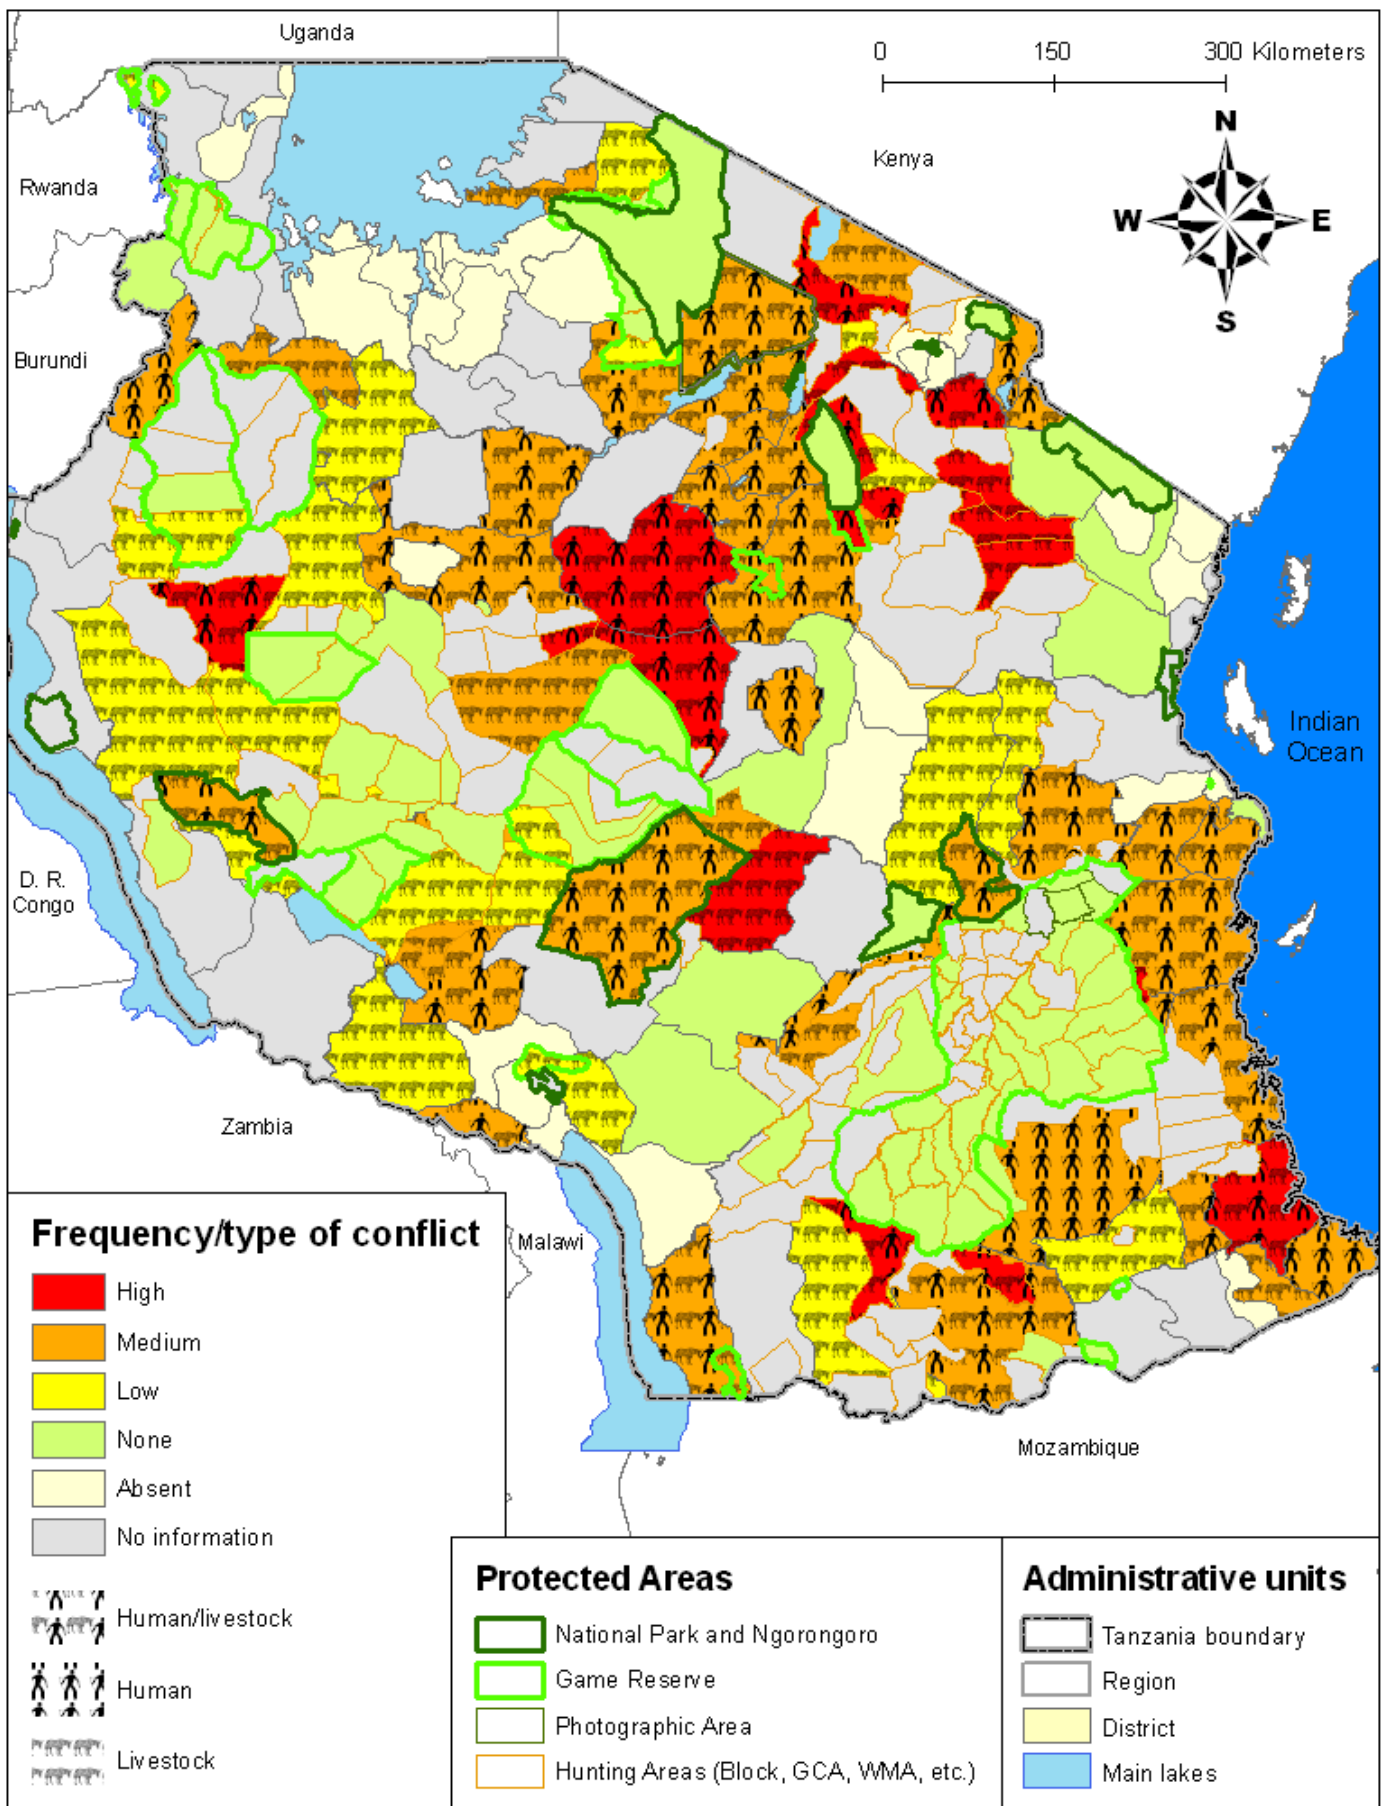 Uganda
0 150 300 Kilometers
N
Kenya
Rwanda
W E
S
Burundi
Indian
Ocean
D. R.
Congo
Zambia
Malawi
Mozambique
Frequency/type of conflict
High
Medium
Low
None
Absent
No information
Human/livestock
Human
Livestock
Protected Areas
National Park and Ngorongoro
Game Reserve
Photographic Area
Hunting Areas (Block, GCA, WMA, etc.)
Administrative units
Tanzania boundary
Region
District
Main lakes